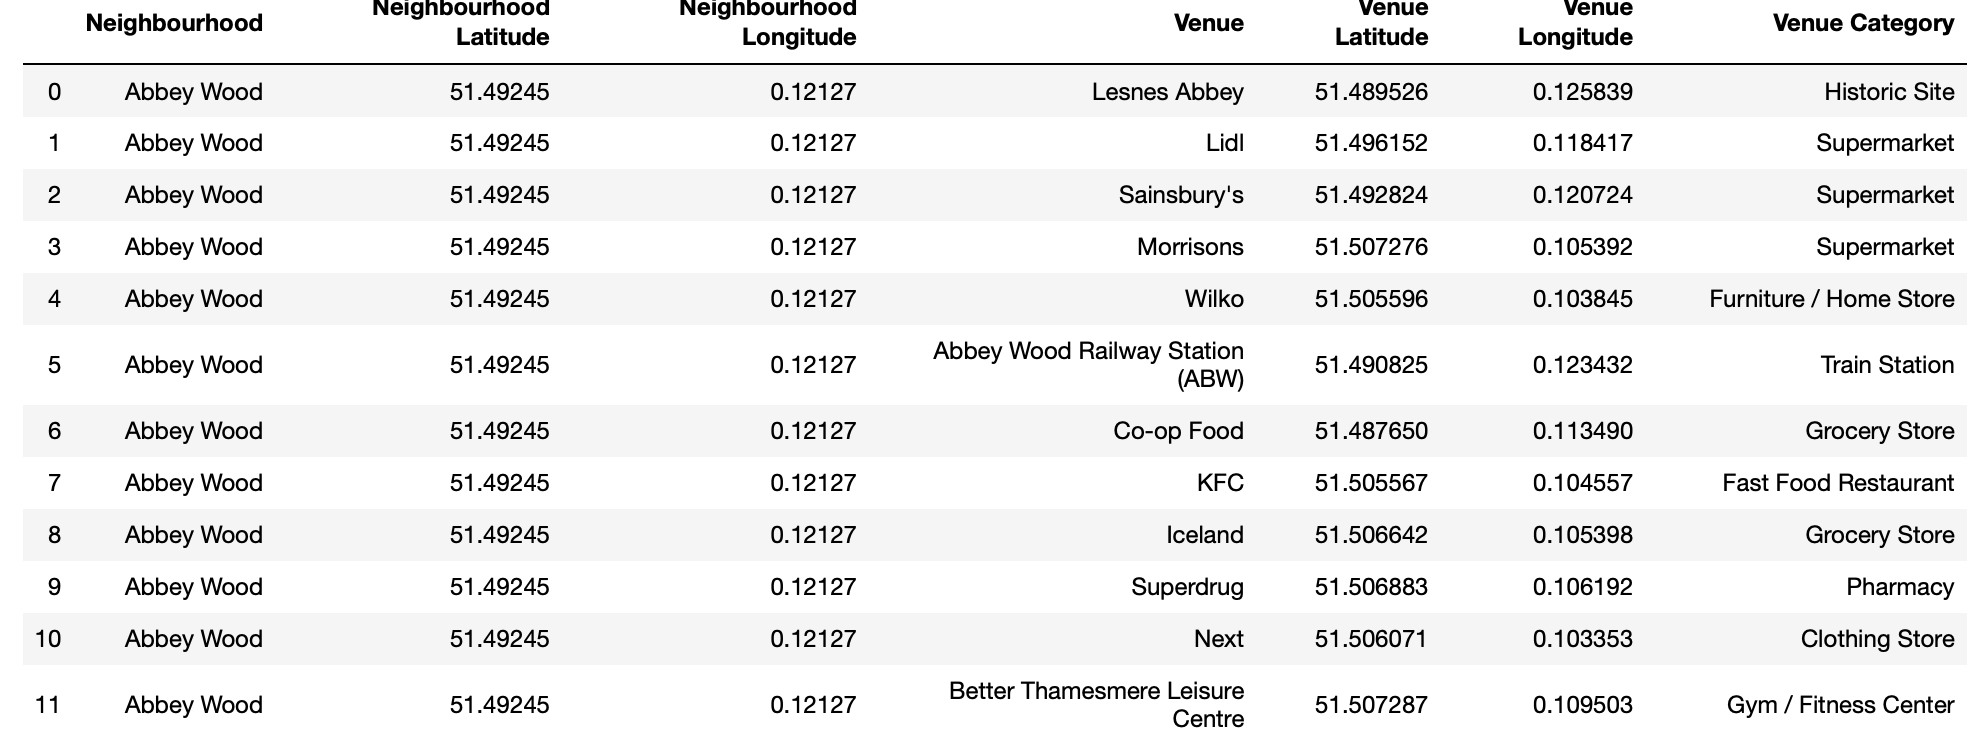 Neighbourhood Neighbourhood Latitude Neighbourhood Longitude Venue Venue Latitude Venue Longitude Venue Category
0 Abbey Wood 51.49245 0.12127 Lesnes Abbey 51.489526 0.125839 Historic Site
1 Abbey Wood 51.49245 0.12127 Lidl 51.496152 0.118417 Supermarket
2 Abbey Wood 51.49245 0.12127 Sainsbury's 51.492824 0.120724 Supermarket
3 Abbey Wood 51.49245 0.12127 Morrisons 51.507276 0.105392 Supermarket
4 Abbey Wood 51.49245 0.12127 Wilko 51.505596 0.103845 Furniture / Home Store
5 Abbey Wood 51.49245 0.12127 Abbey Wood Railway Station (ABW) 51.490825 0.123432 Train Station
6 Abbey Wood 51.49245 0.12127 Co-op Food 51.487650 0.113490 Grocery Store
7 Abbey Wood 51.49245 0.12127 KFC 51.505567 0.104557 Fast Food Restaurant
8 Abbey Wood 51.49245 0.12127 Iceland 51.506642 0.105398 Grocery Store
9 Abbey Wood 51.49245 0.12127 Superdrug 51.506883 0.106192 Pharmacy
10 Abbey Wood 51.49245 0.12127 Next 51.506071 0.103353 Clothing Store
11 Abbey Wood 51.49245 0.12127 Better Thamesmere Leisure Centre 51.507287 0.109503 Gym / Fitness Center